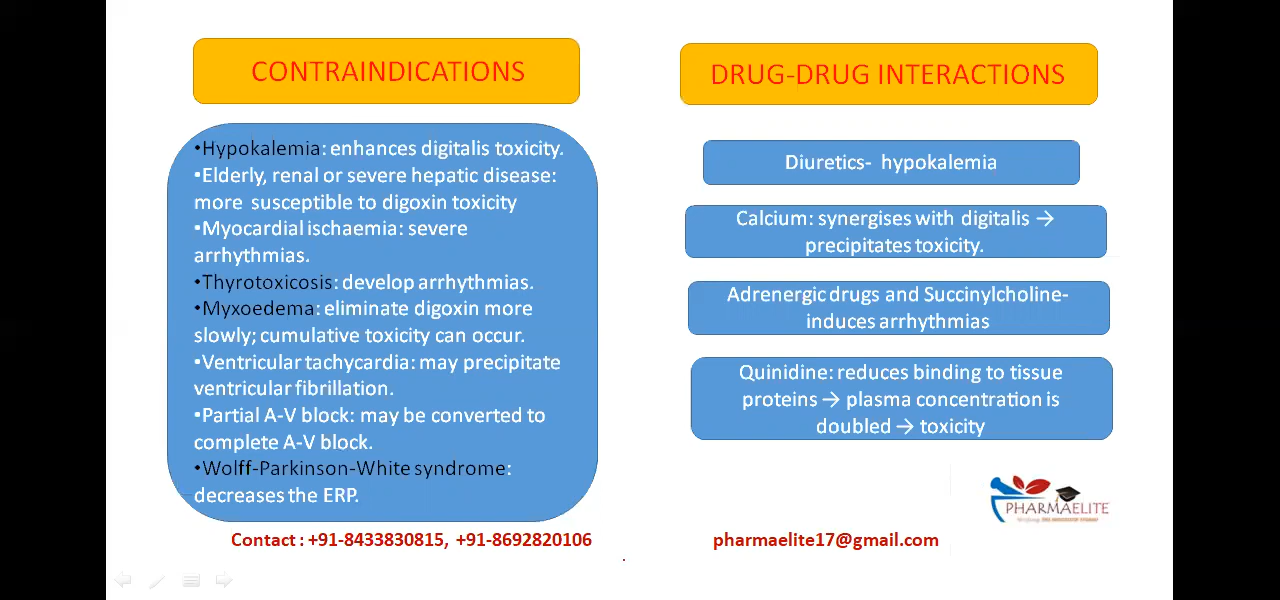 CONTRAINDICATIONS
•Hypokalemia: enhances digitalis toxicity.
•Elderly, renal or severe hepatic disease:
more susceptible to digoxin toxicity
•Myocardial ischaemia: severe
arrhythmias.
•Thyrotoxicosis: develop arrhythmias.
•Myxoedema: eliminate digoxin more
slowly; cumulative toxicity can occur.
•Ventricular tachycardia: may precipitate
ventricular fibrillation.
•Partial A-V block: may be converted to
complete A-V block.
•Wolff-Parkinson-White syndrome:
decreases the ERP.
DRUG-DRUG INTERACTIONS
Diuretics- hypokalemia
Calcium: synergises with digitalis →
precipitates toxicity.
Adrenergic drugs and Succinylcholine-
induces arrhythmias
Quinidine: reduces binding to tissue
proteins → plasma concentration is
doubled → toxicity
PHARMAELITE
Contact : +91-8433830815, +91-8692820106
pharmaelite17@gmail.com